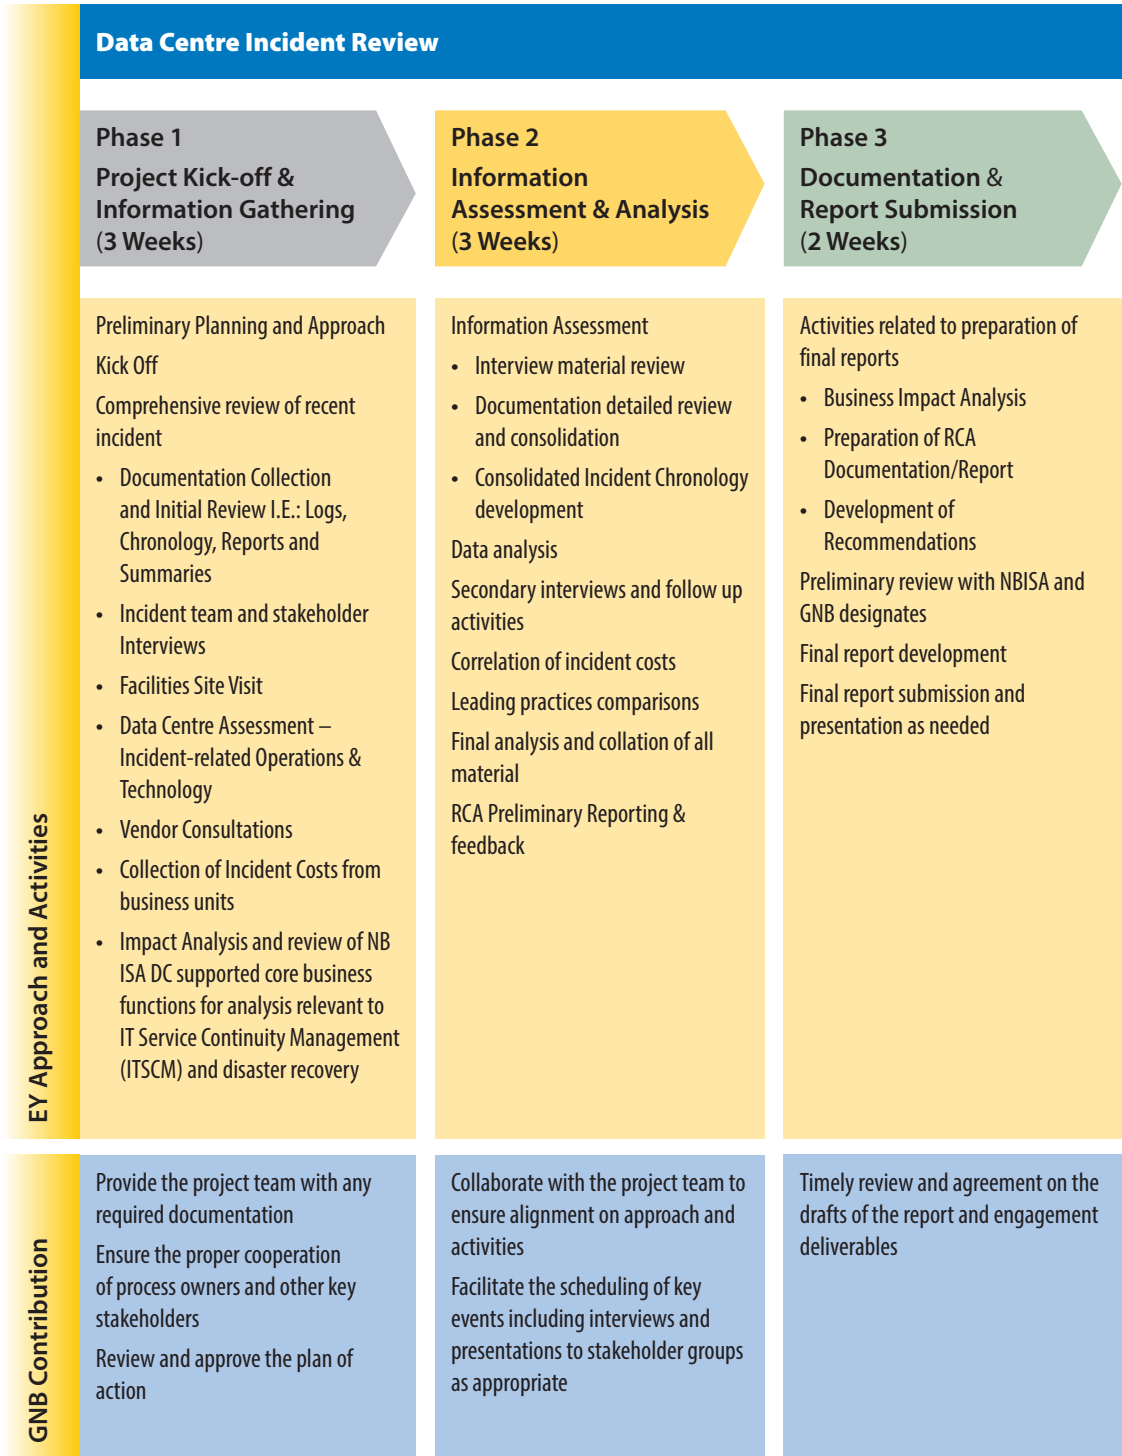 Data Centre Incident Review
Phase 1
Project Kick-off &
Information Gathering
(3 Weeks)
Phase 2
Information
Assessment & Analysis
(3 Weeks)
Phase 3
Documentation &
Report Submission
(2 Weeks)
EY Approach and Activities
Preliminary Planning and Approach
Kick Off
Comprehensive review of recent
incident
• Documentation Collection
and Initial Review I.E.: Logs,
Chronology, Reports and
Summaries
• Incident team and stakeholder
Interviews
• Facilities Site Visit
• Data Centre Assessment –
Incident-related Operations &
Technology
• Vendor Consultations
• Collection of Incident Costs from
business units
• Impact Analysis and review of NB
ISA DC supported core business
functions for analysis relevant to
IT Service Continuity Management
(ITSCM) and disaster recovery
Information Assessment
• Interview material review
• Documentation detailed review
and consolidation
• Consolidated Incident Chronology
development
Data analysis
Secondary interviews and follow up
activities
Correlation of incident costs
Leading practices comparisons
Final analysis and collation of all
material
RCA Preliminary Reporting &
feedback
Activities related to preparation of
final reports
• Business Impact Analysis
• Preparation of RCA
Documentation/Report
• Development of
Recommendations
Preliminary review with NBISA and
GNB designates
Final report development
Final report submission and
presentation as needed
GNB Contribution
Provide the project team with any
required documentation
Ensure the proper cooperation
of process owners and other key
stakeholders
Review and approve the plan of
action
Collaborate with the project team to
ensure alignment on approach and
activities
Facilitate the scheduling of key
events including interviews and
presentations to stakeholder groups
as appropriate
Timely review and agreement on the
drafts of the report and engagement
deliverables